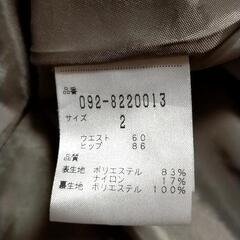 品番
092-8220013
サイズ
2
ウエスト 60
ヒップ 86
品質
表生地 ポリエステル 83%
ナイロン 17%
裏生地 ポリエステル 100%